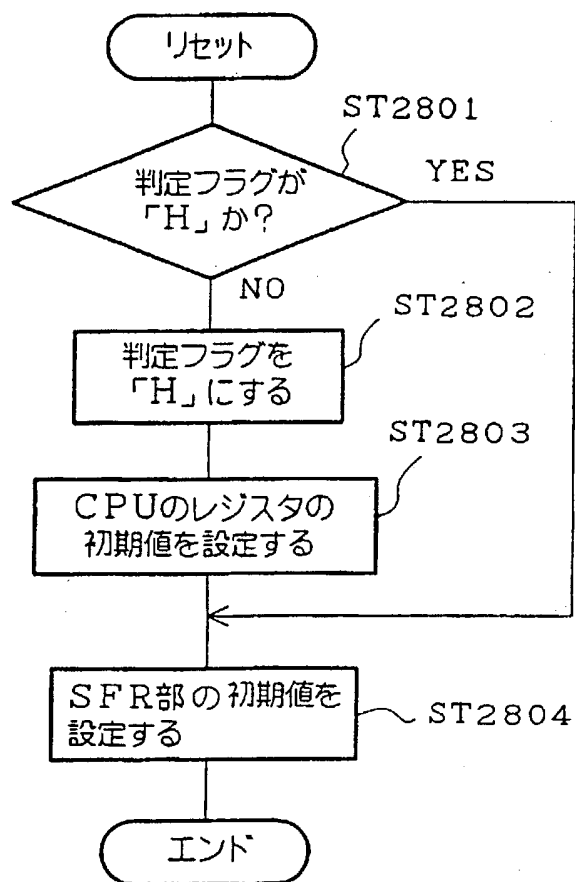 リセット
ST2801
判定フラグが
「H」か?
YES
NO
ST2802
判定フラグを
「H」にする
ST2803
CPUのレジスタの
初期値を設定する
SFR部の初期値を
設定する
ST2804
エンド